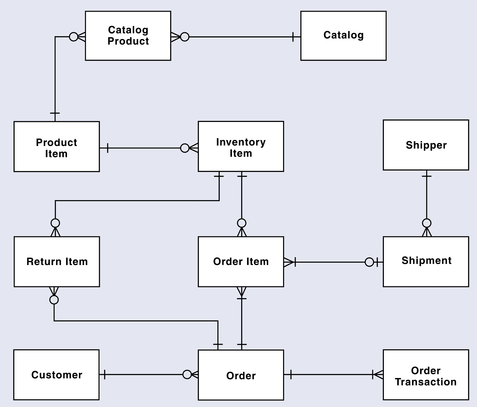 Catalog
Product
Catalog
Product
Item
Inventory
Item
Shipper
Return Item
Order Item
Shipment
Customer
Order
Order
Transaction